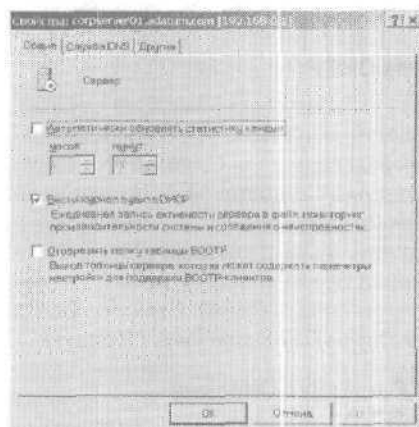 Свойства: corpserver01.adatum.com [192.168.0.1] ? ×
Общие Служба DNS Другие
Сервер
Автоматически обновлять статистику каждые
часов: минут:
Вести журнал аудита DHCP
Ежедневная запись активности сервера в файл, мониторинг
производительности системы и сообщения о неисправностях.
Отобразить папку таблицы BOOTP
Вывод таблицы сервера, которая может содержать параметры
настройки для поддержки BOOTP-клиентов.
OK Отмена